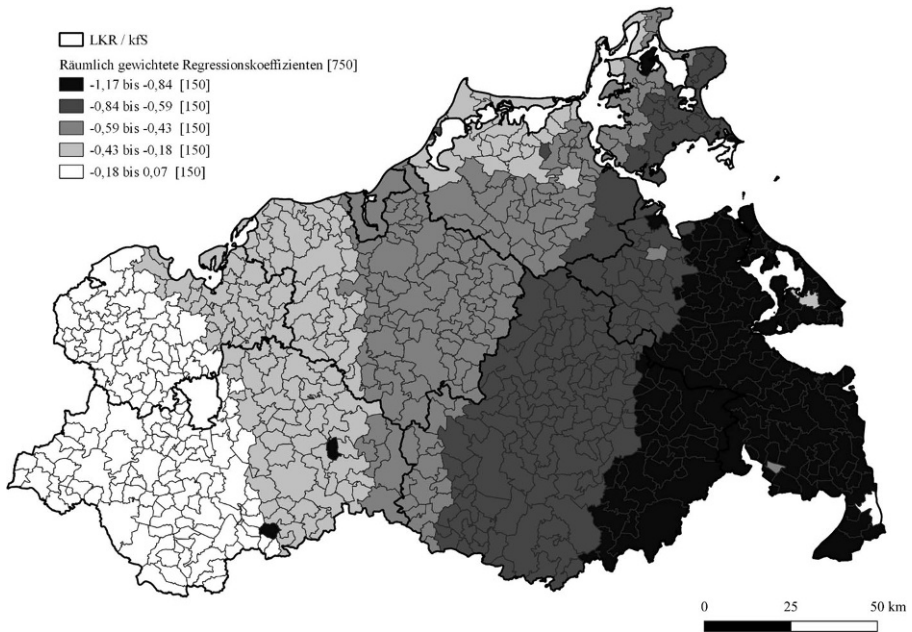 LKR / kfS
Räumlich gewichtete Regressionskoeffizienten [750]
-1,17 bis -0,84 [150]
-0,84 bis -0,59 [150]
-0,59 bis -0,43 [150]
-0,43 bis -0,18 [150]
-0,18 bis 0,07 [150]
0 25 50 km